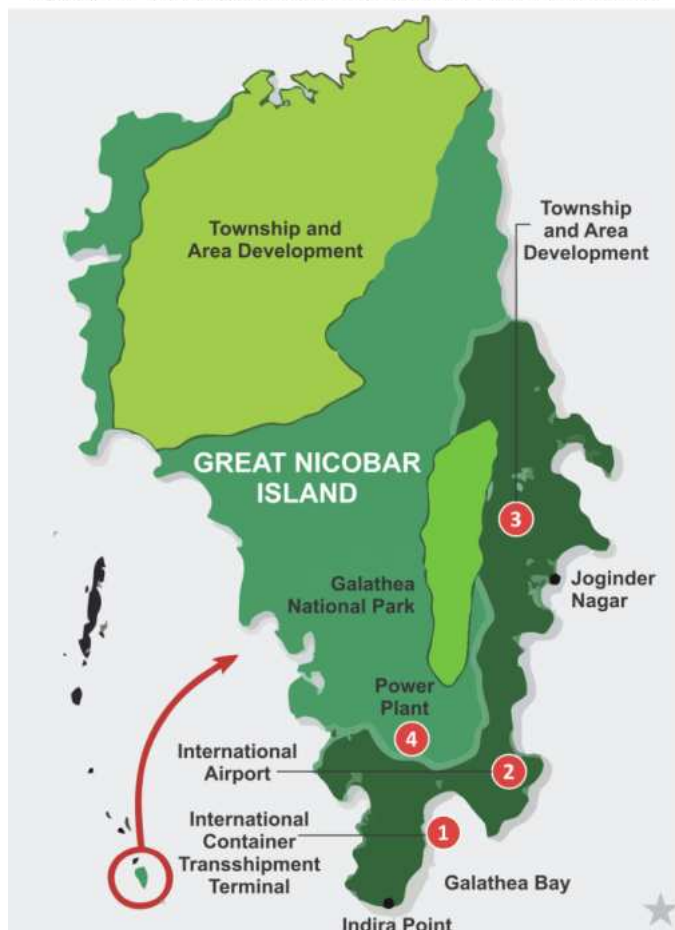 Township and
Area Development
Township
and Area
Development
GREAT NICOBAR
ISLAND
3
Galathea
National Park
Joginder
Nagar
Power
Plant
4
International
Airport
2
International
Container
Transshipment
Terminal
1
Galathea Bay
Indira Point